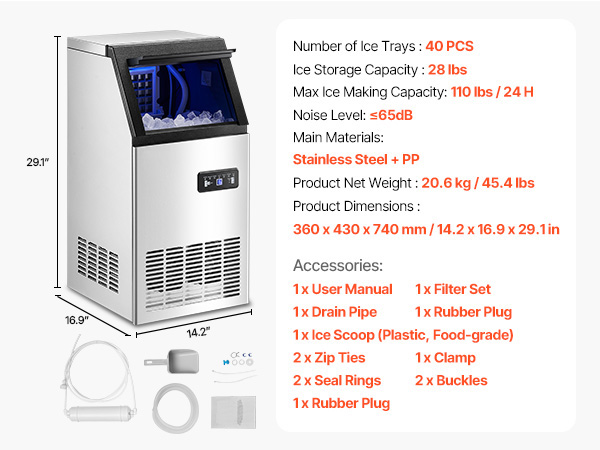 29.1"
16.9"
14.2"
Number of Ice Trays : 40 PCS
Ice Storage Capacity : 28 lbs
Max Ice Making Capacity: 110 lbs / 24 H
Noise Level: ≤65dB
Main Materials:
Stainless Steel + PP
Product Net Weight : 20.6 kg / 45.4 lbs
Product Dimensions :
360 x 430 x 740 mm / 14.2 x 16.9 x 29.1 in
Accessories:
1 x User Manual 1 x Filter Set
1 x Drain Pipe 1 x Rubber Plug
1 x Ice Scoop (Plastic, Food-grade)
2 x Zip Ties 1 x Clamp
2 x Seal Rings 2 x Buckles
1 x Rubber Plug